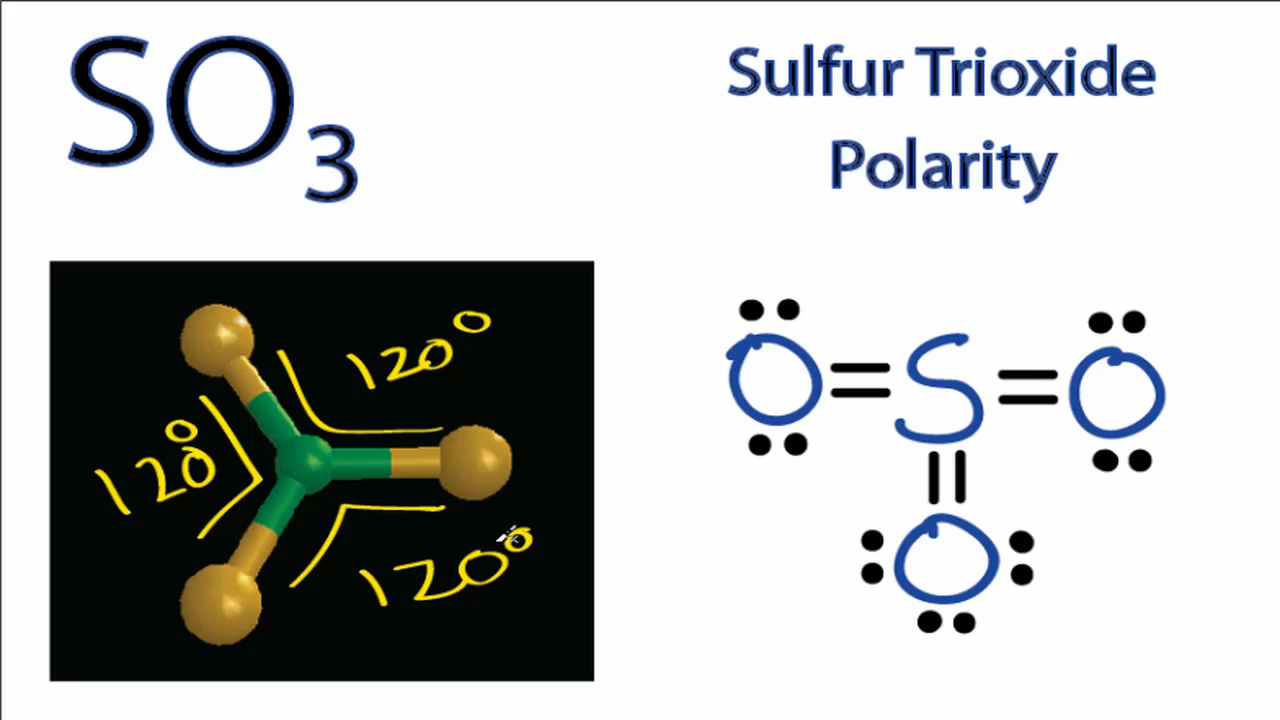 SO₃
Sulfur Trioxide
Polarity
120°
120°
120°
O=S=O
||
O